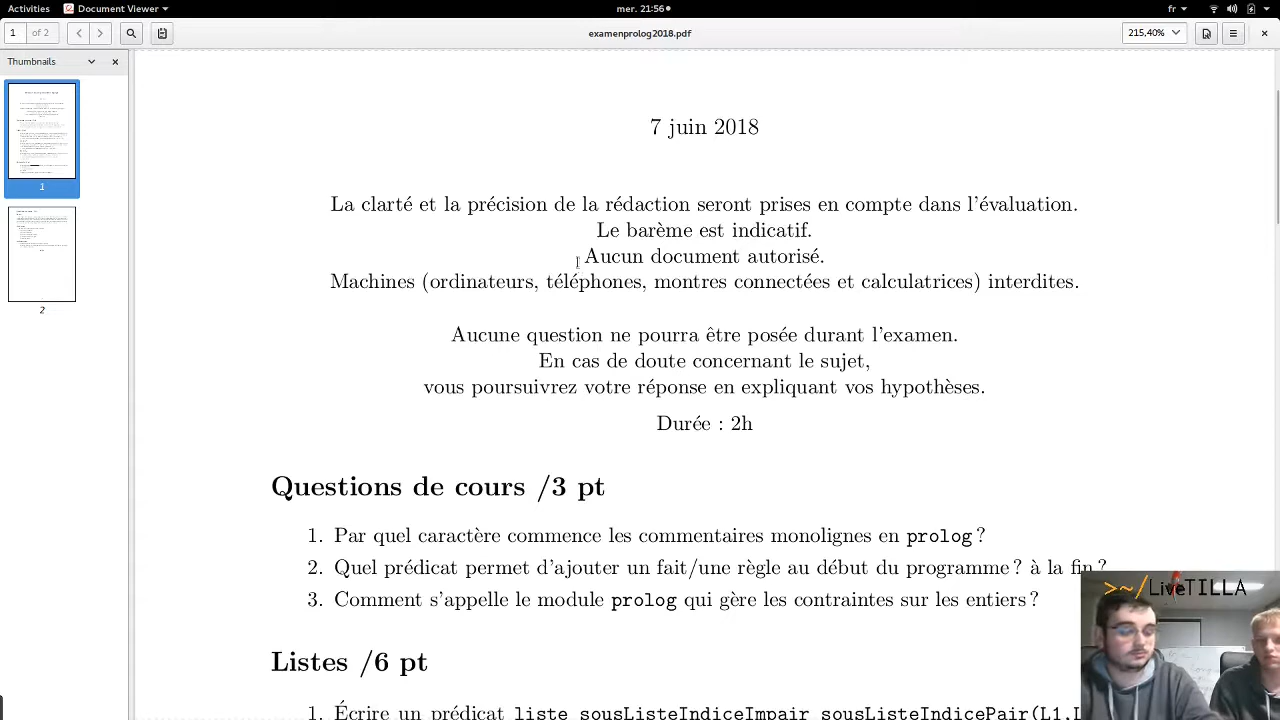 Activities Document Viewer mer. 21:56 fr
1 of 2 examenprolog2018.pdf 215,40%
Thumbnails
1
2
7 juin 2018
La clarté et la précision de la rédaction seront prises en compte dans l'évaluation.
Le barème est indicatif.
Aucun document autorisé.
Machines (ordinateurs, téléphones, montres connectées et calculatrices) interdites.
Aucune question ne pourra être posée durant l'examen.
En cas de doute concernant le sujet,
vous poursuivrez votre réponse en expliquant vos hypothèses.
Durée : 2h
Questions de cours /3 pt
1. Par quel caractère commence les commentaires monolignes en prolog ?
2. Quel prédicat permet d'ajouter un fait/une règle au début du programme ? à la fin ?
3. Comment s'appelle le module prolog qui gère les contraintes sur les entiers ?
>~/LiveTILLA
Listes /6 pt
1. Écrire un prédicat liste_sousListeIndiceImpair_sousListeIndicePair(L1,L